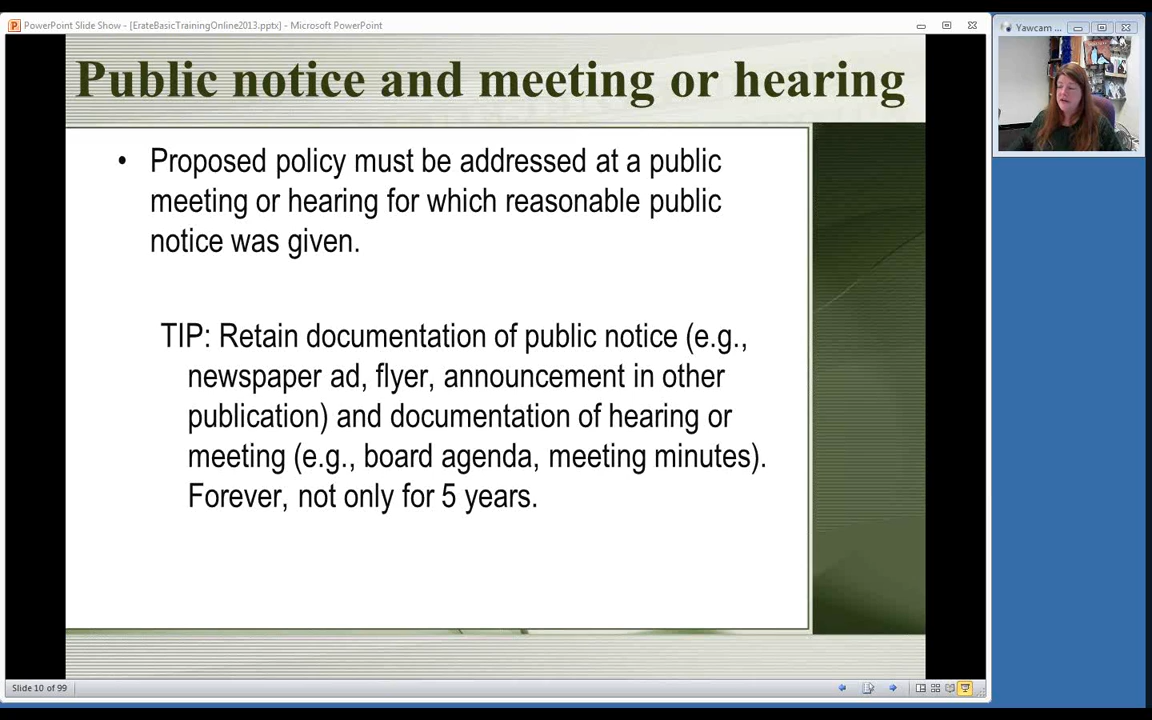 PowerPoint Slide Show - [ErateBasicTrainingOnline2013.pptx] - Microsoft PowerPoint
Yawcam ...
Public notice and meeting or hearing
• Proposed policy must be addressed at a public
meeting or hearing for which reasonable public
notice was given.
TIP: Retain documentation of public notice (e.g.,
newspaper ad, flyer, announcement in other
publication) and documentation of hearing or
meeting (e.g., board agenda, meeting minutes).
Forever, not only for 5 years.
Slide 10 of 99